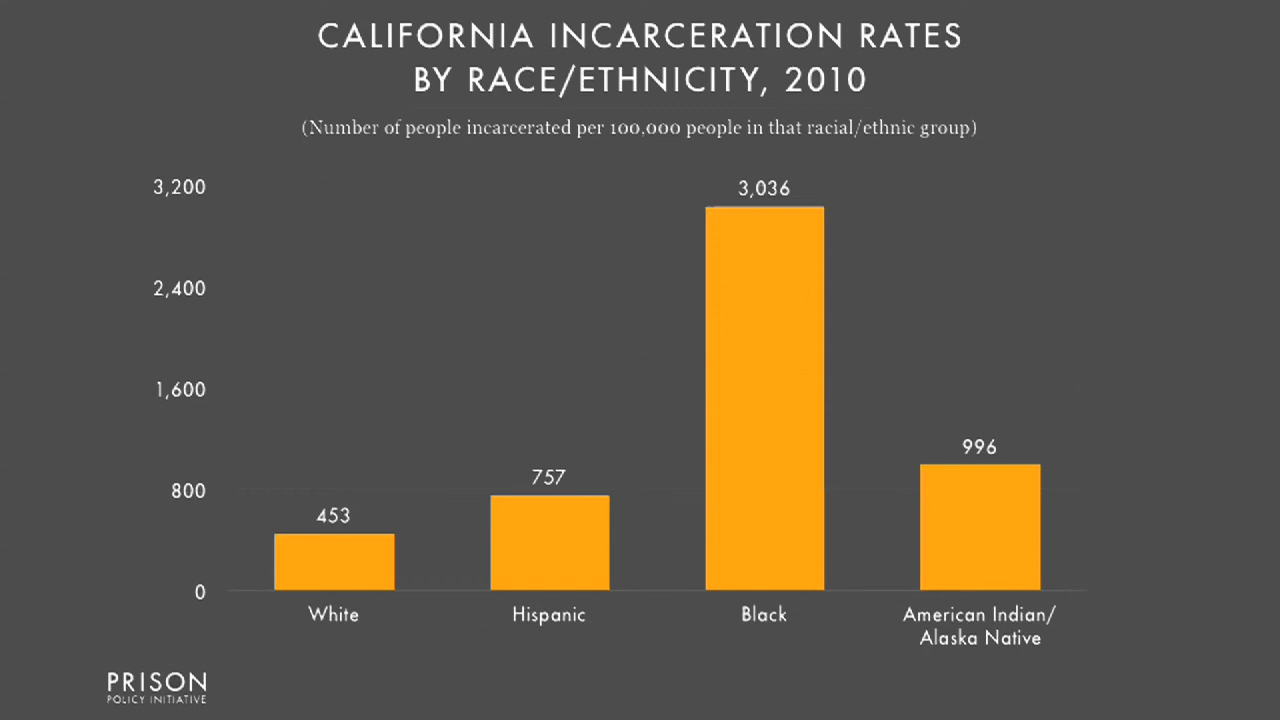 CALIFORNIA INCARCERATION RATES
BY RACE/ETHNICITY, 2010
(Number of people incarcerated per 100,000 people in that racial/ethnic group)
3,200
2,400
1,600
800
0
453
757
3,036
996
White
Hispanic
Black
American Indian/
Alaska Native
PRISON
POLICY INITIATIVE